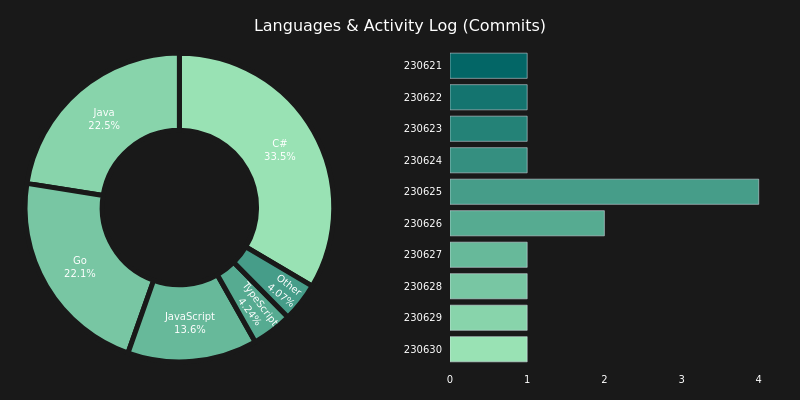 Languages & Activity Log (Commits)
C#
33.5%
Java
22.5%
Go
22.1%
JavaScript
13.6%
TypeScript
4.24%
Other
4.07%
230621
230622
230623
230624
230625
230626
230627
230628
230629
230630
0 1 2 3 4